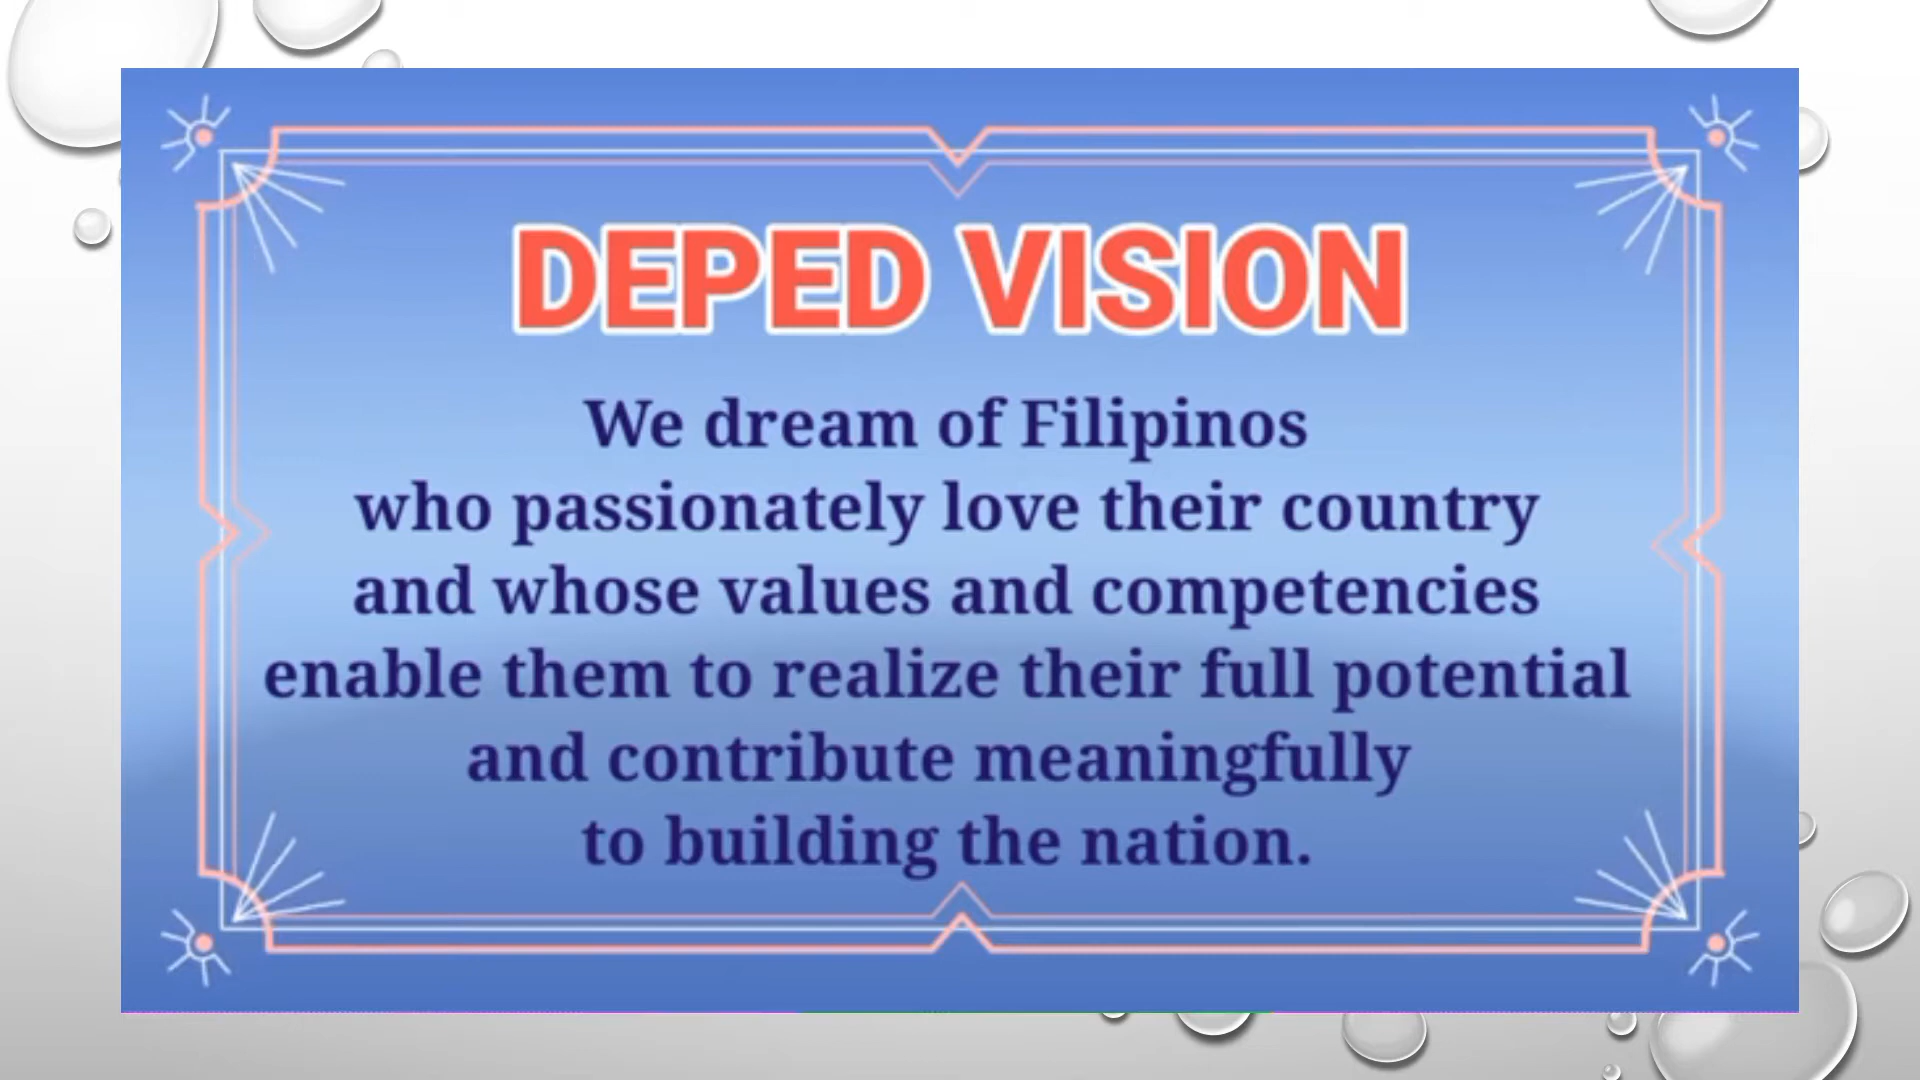 DEPED VISION
We dream of Filipinos
who passionately love their country
and whose values and competencies
enable them to realize their full potential
and contribute meaningfully
to building the nation.